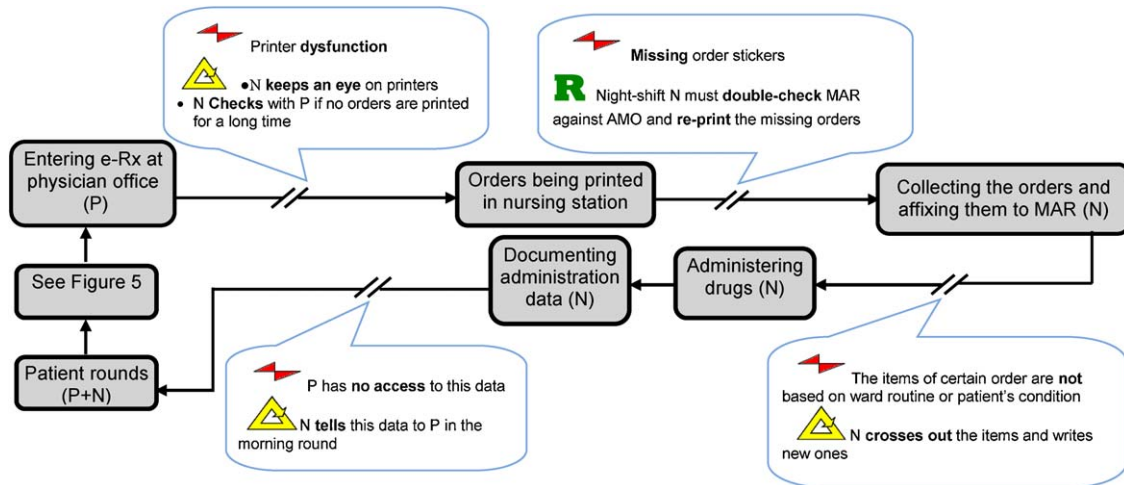 Printer dysfunction
●N keeps an eye on printers
• N Checks with P if no orders are printed
for a long time
Missing order stickers
R Night-shift N must double-check MAR
against AMO and re-print the missing orders
Entering e-Rx at
physician office
(P)
Orders being printed
in nursing station
Collecting the orders and
affixing them to MAR (N)
See Figure 5
Documenting
administration
data (N)
Administering
drugs (N)
Patient rounds
(P+N)
P has no access to this data
N tells this data to P in the
morning round
The items of certain order are not
based on ward routine or patient's condition
N crosses out the items and writes
new ones